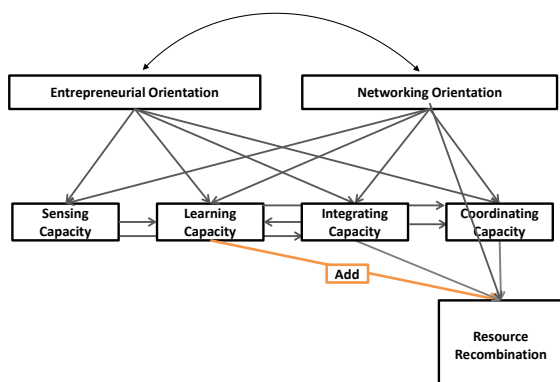 Entrepreneurial Orientation
Networking Orientation
Sensing
Capacity
Learning
Capacity
Integrating
Capacity
Coordinating
Capacity
Add
Resource
Recombination